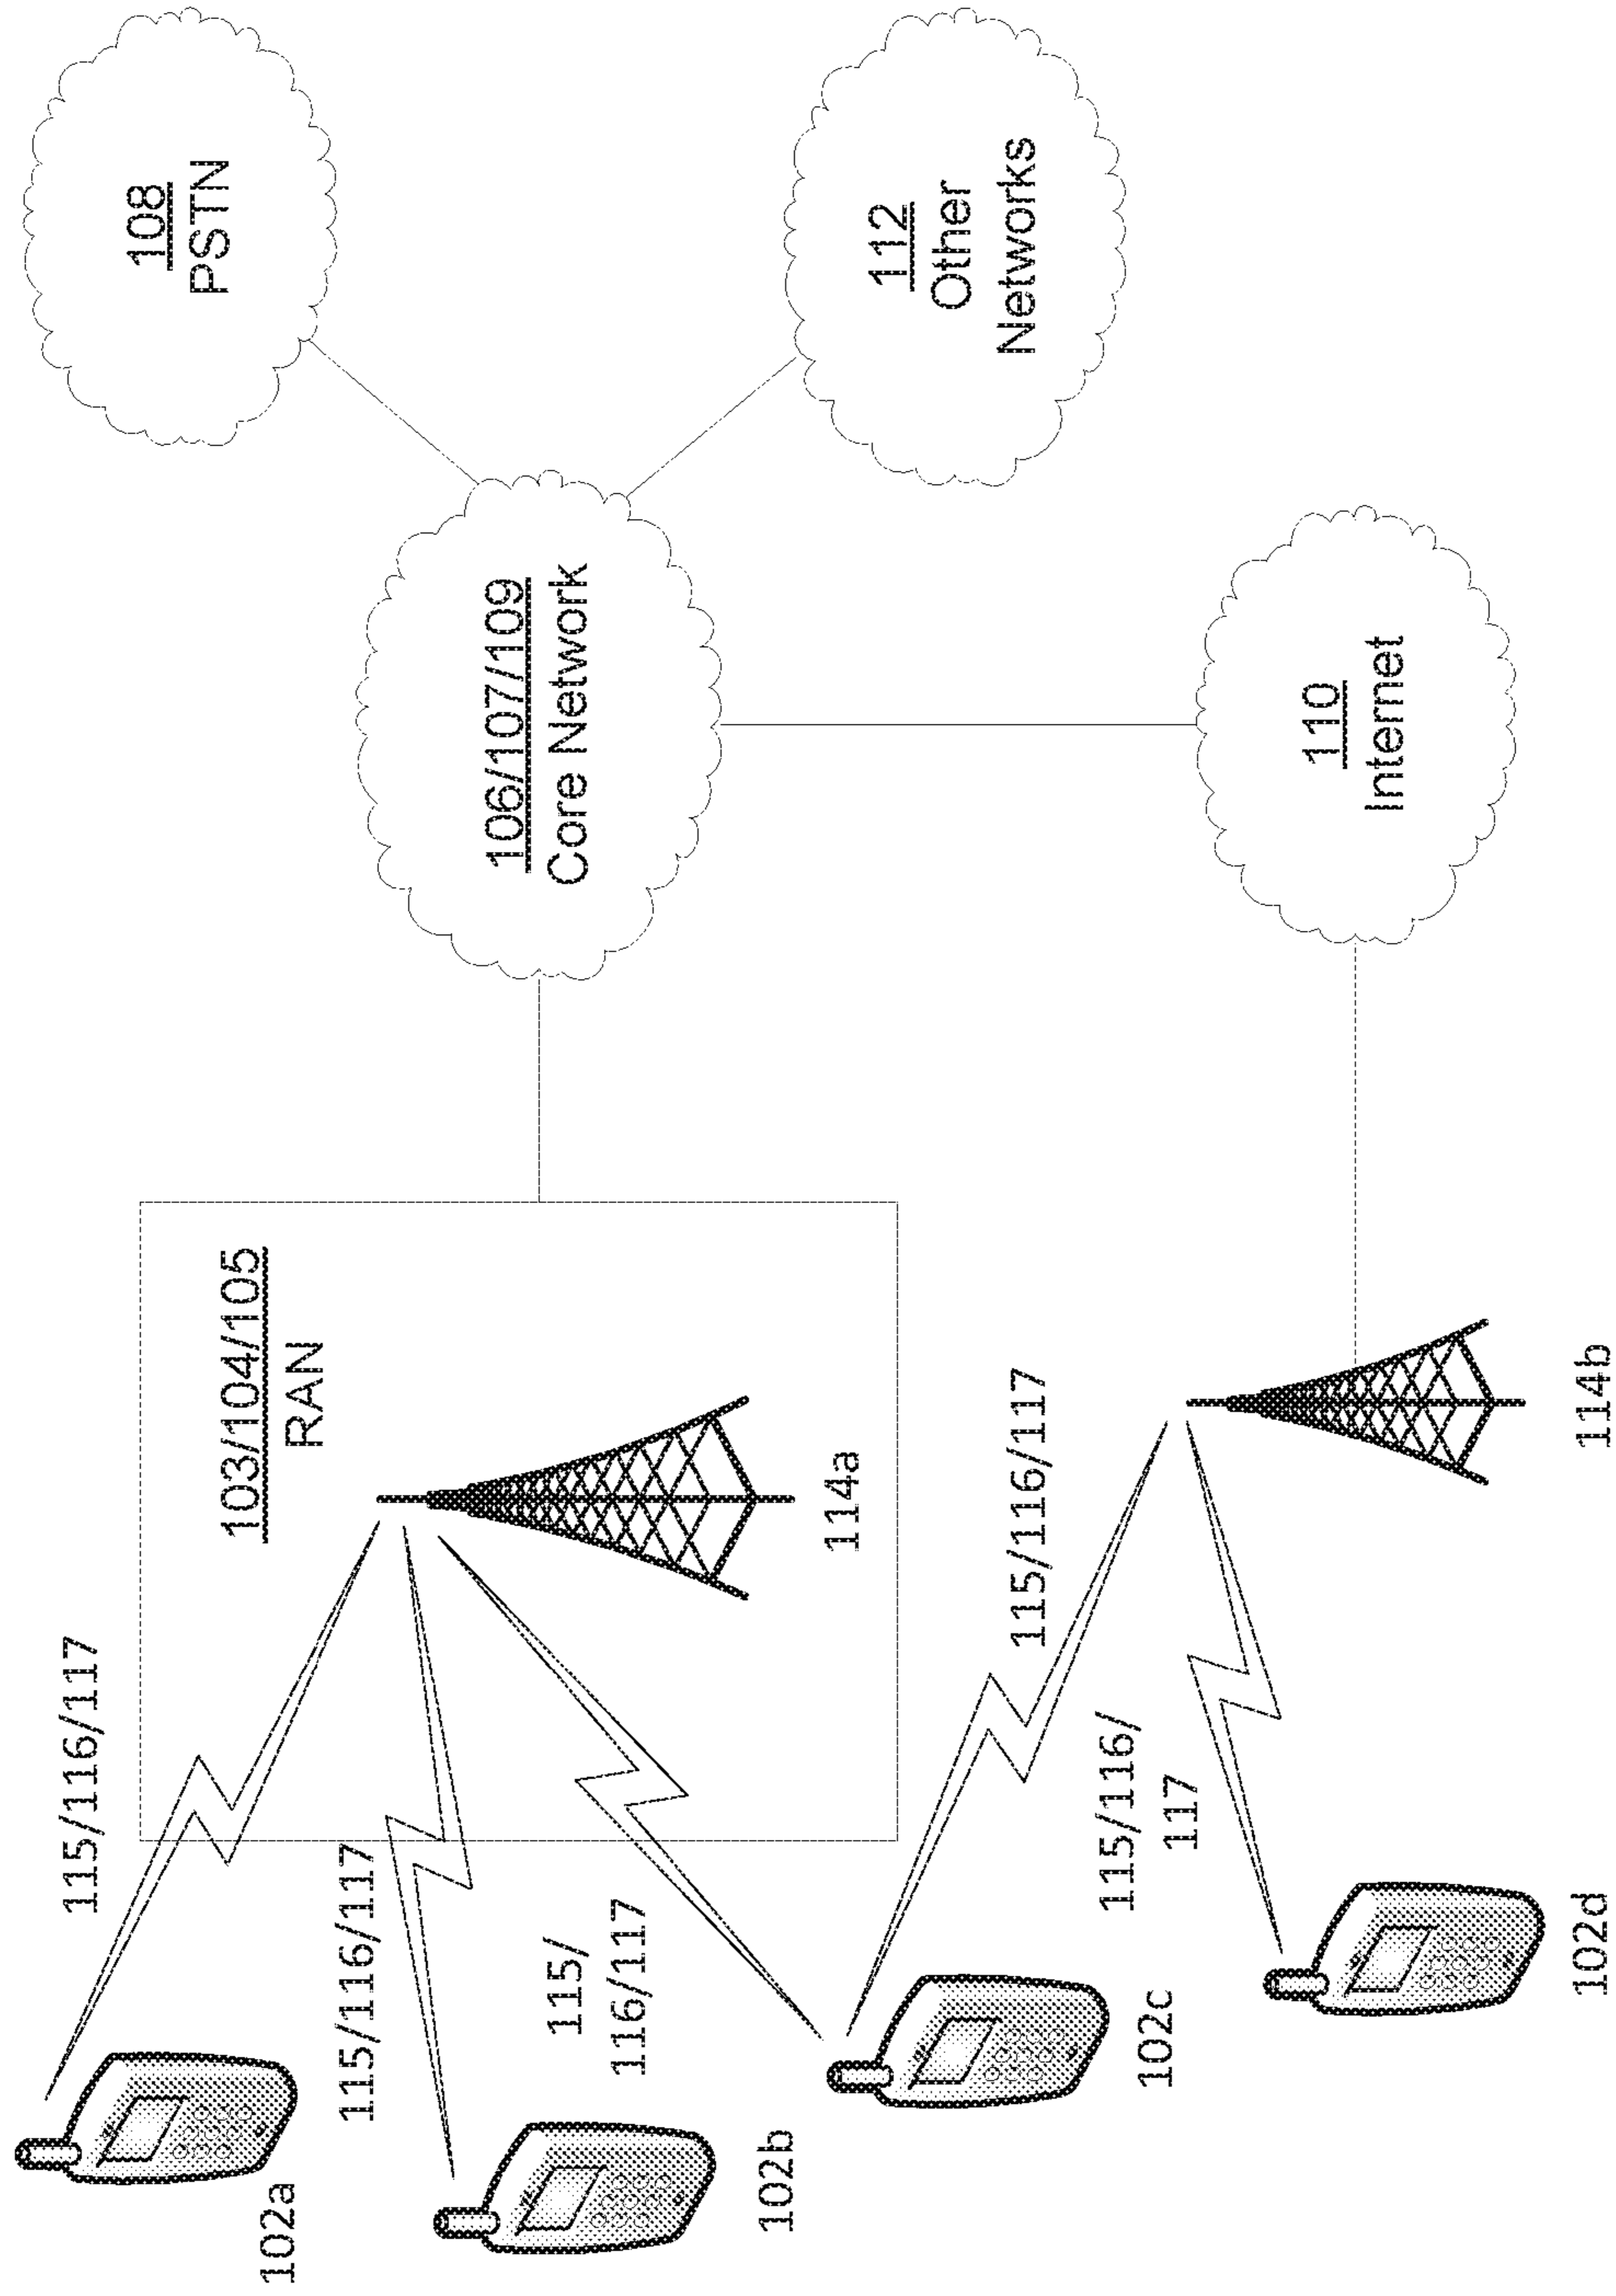 115/116/117
108
PSTN
103/104/105
RAN
102a
115/116/117
106/107/109
Core Network
115/
116/117
102b
114a
112
Other
Networks
115/116/117
115/116/
117
102c
110
Internet
102d
114b